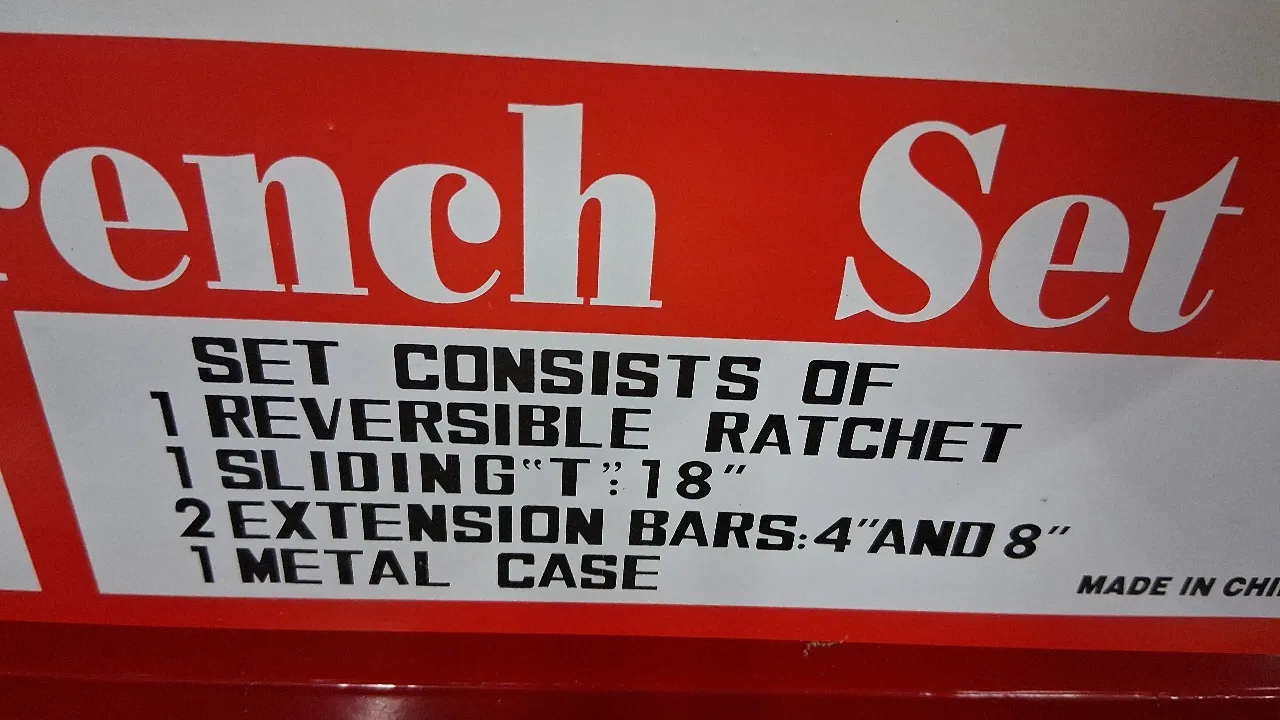 rench Set
SET CONSISTS OF
1 REVERSIBLE RATCHET
1 SLIDING “T”: 18”
2 EXTENSION BARS: 4” AND 8”
1 METAL CASE
MADE IN CHI